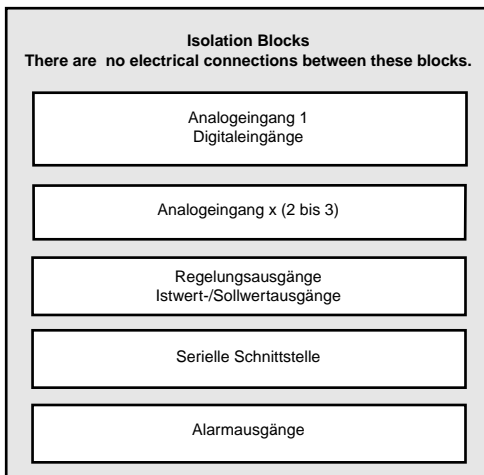 Isolation Blocks
There are no electrical connections between these blocks.
Analogeingang 1
Digitaleingänge
Analogeingang x (2 bis 3)
Regelungsausgänge
Istwert-/Sollwertausgänge
Serielle Schnittstelle
Alarmausgänge